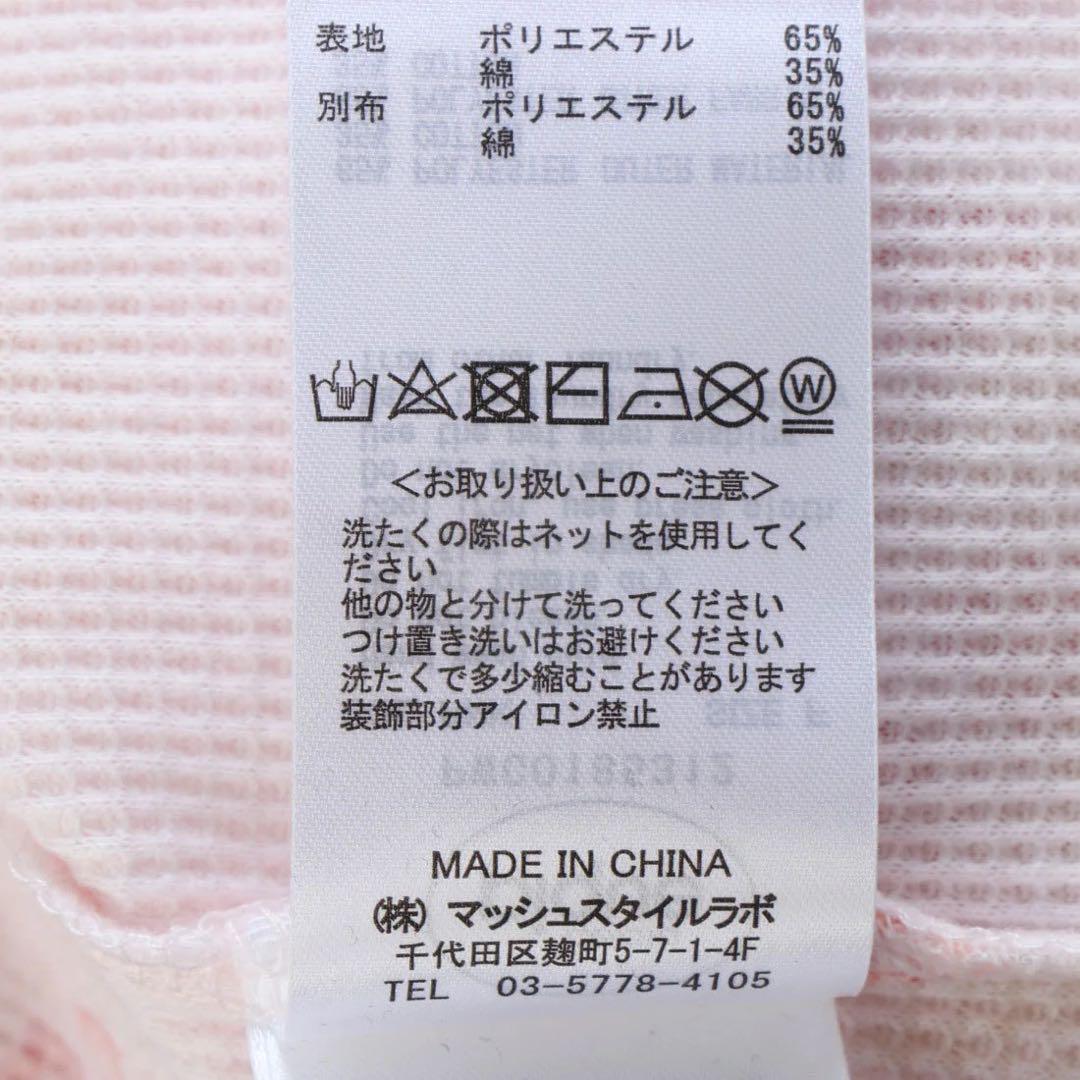 表地 ポリエステル 65%
綿 35%
別布 ポリエステル 65%
綿 35%
W
<お取り扱い上のご注意>
洗たくの際はネットを使用してく
ださい
他の物と分けて洗ってください
つけ置き洗いはお避けください
洗たくで多少縮むことがあります
装飾部分アイロン禁止
PWCO185312
MADE IN CHINA
(株) マッシュスタイルラボ
千代田区麹町5-7-1-4F
TEL 03-5778-4105